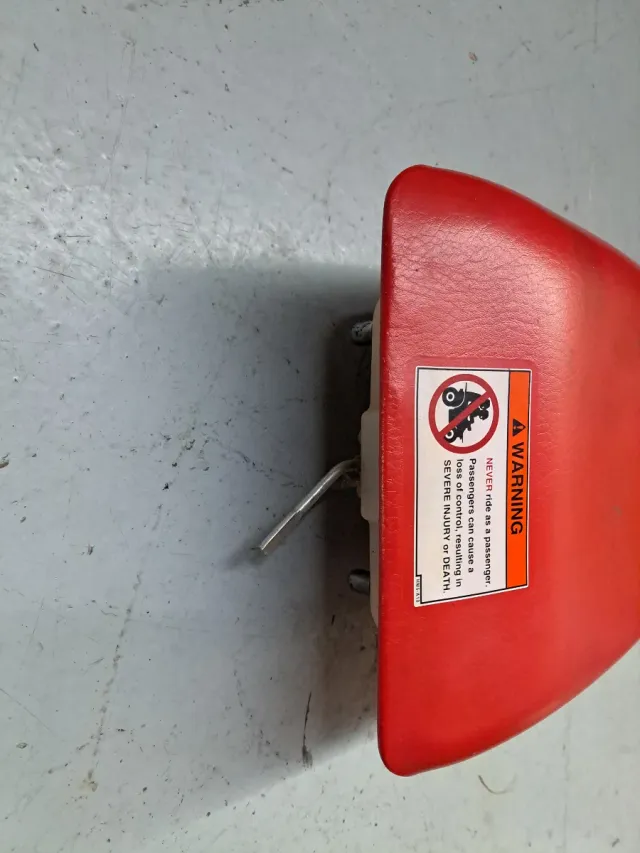 WARNING
NEVER ride as a passenger.
Passengers can cause a
loss of control, resulting in
SEVERE INJURY or DEATH.